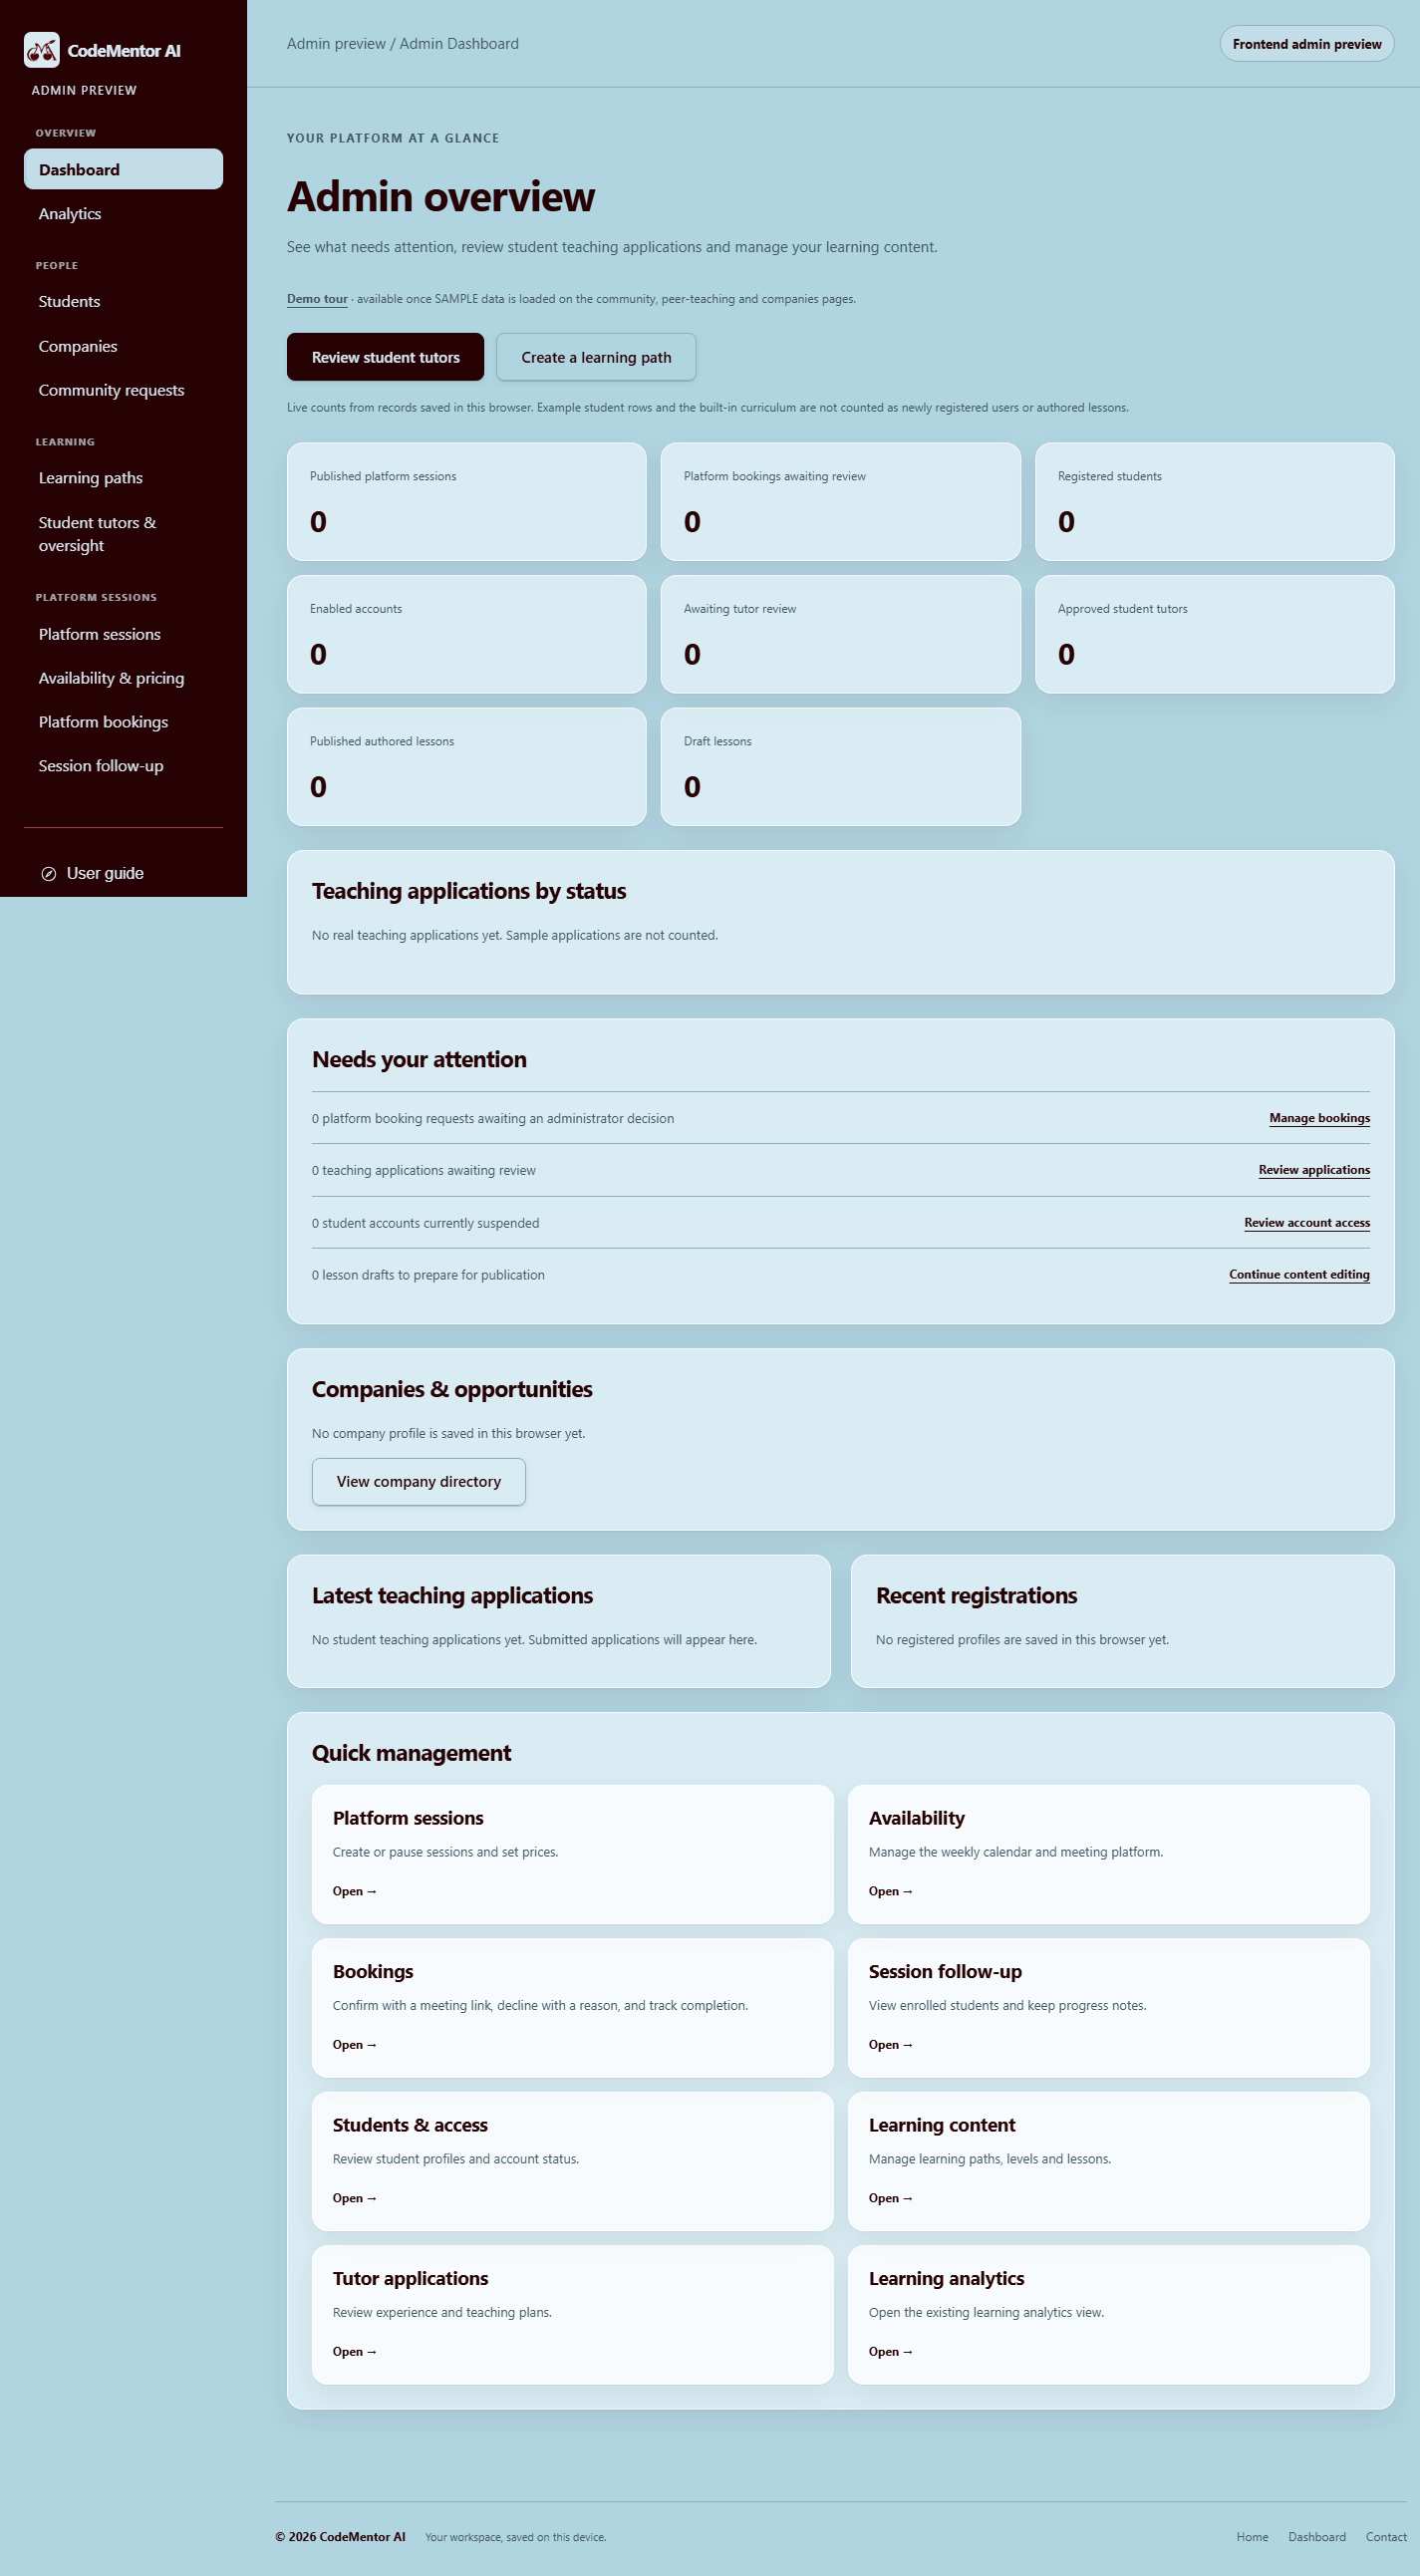 CodeMentor AI
ADMIN PREVIEW
OVERVIEW
Dashboard
Analytics
PEOPLE
Students
Companies
Community requests
LEARNING
Learning paths
Student tutors &
oversight
PLATFORM SESSIONS
Platform sessions
Availability & pricing
Platform bookings
Session follow-up
User guide
Admin preview / Admin Dashboard
Frontend admin preview
YOUR PLATFORM AT A GLANCE
Admin overview
See what needs attention, review student teaching applications and manage your learning content.
Demo tour · available once SAMPLE data is loaded on the community, peer-teaching and companies pages.
Review student tutors
Create a learning path
Live counts from records saved in this browser. Example student rows and the built-in curriculum are not counted as newly registered users or authored lessons.
Published platform sessions
0
Platform bookings awaiting review
0
Registered students
0
Enabled accounts
0
Awaiting tutor review
0
Approved student tutors
0
Published authored lessons
0
Draft lessons
0
Teaching applications by status
No real teaching applications yet. Sample applications are not counted.
Needs your attention
0 platform booking requests awaiting an administrator decision
Manage bookings
0 teaching applications awaiting review
Review applications
0 student accounts currently suspended
Review account access
0 lesson drafts to prepare for publication
Continue content editing
Companies & opportunities
No company profile is saved in this browser yet.
View company directory
Latest teaching applications
No student teaching applications yet. Submitted applications will appear here.
Recent registrations
No registered profiles are saved in this browser yet.
Quick management
Platform sessions
Create or pause sessions and set prices.
Open →
Availability
Manage the weekly calendar and meeting platform.
Open →
Bookings
Confirm with a meeting link, decline with a reason, and track completion.
Open →
Session follow-up
View enrolled students and keep progress notes.
Open →
Students & access
Review student profiles and account status.
Open →
Learning content
Manage learning paths, levels and lessons.
Open →
Tutor applications
Review experience and teaching plans.
Open →
Learning analytics
Open the existing learning analytics view.
Open →
© 2026 CodeMentor AI
Your workspace, saved on this device.
Home
Dashboard
Contact